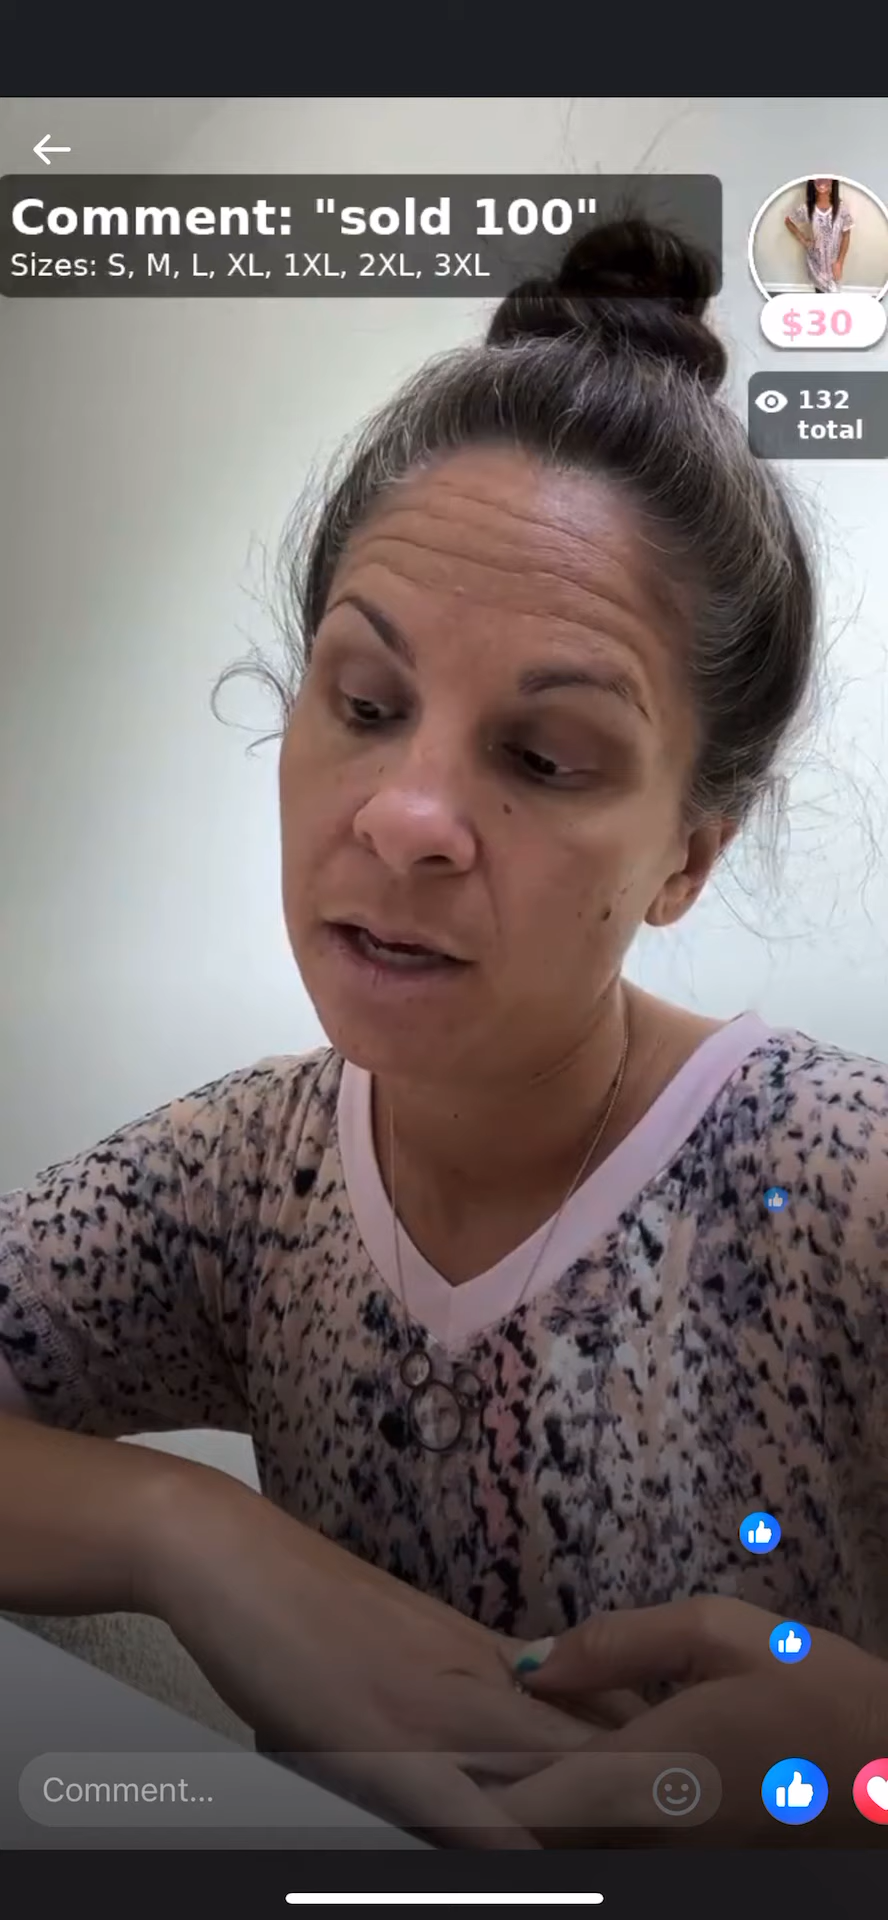 Comment: "sold 100"
Sizes: S, M, L, XL, 1XL, 2XL, 3XL
$30
132
total
Comment...